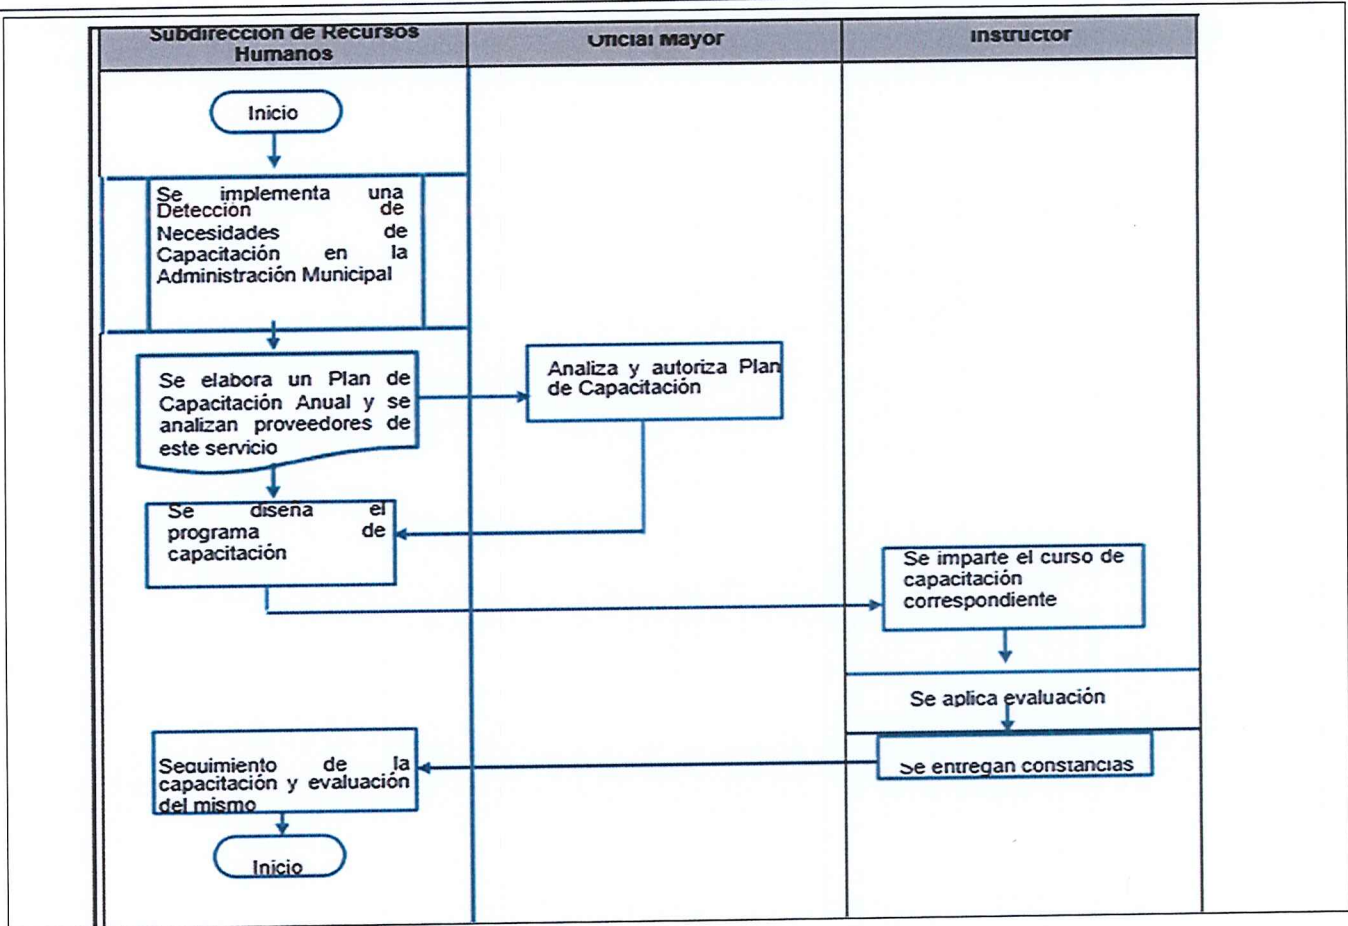 Subdirección de Recursos
Humanos
Oficial Mayor
Instructor
Inicio
Se implementa una
Detección de
Necesidades de
Capacitación en la
Administración Municipal
Se elabora un Plan de
Capacitación Anual y se
analizan proveedores de
este servicio
Analiza y autoriza Plan
de Capacitación
Se diseña el
programa de
capacitación
Se imparte el curso de
capacitación
correspondiente
Se aplica evaluación
Se entregan constancias
Seguimiento de la
capacitación y evaluación
del mismo
Inicio